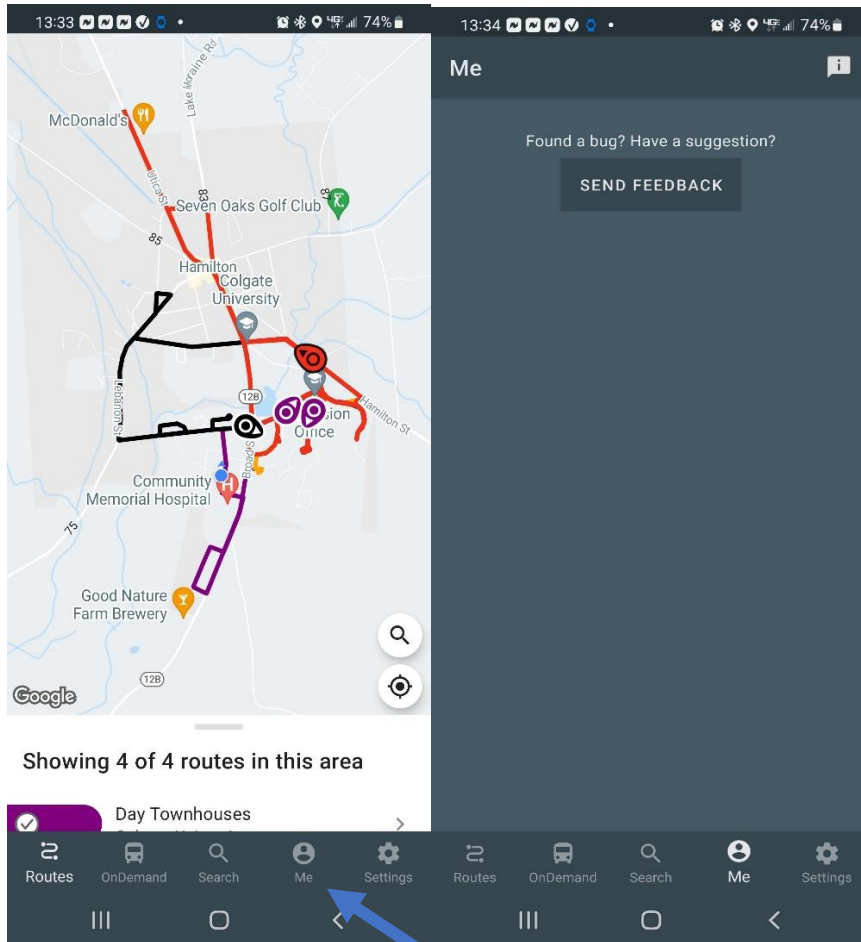 13:33
4G 74%
Lake Moraine Rd
McDonald's
Utica St
83
87
Seven Oaks Golf Club
85
Hamilton
Colgate
University
Lebanon St
12B
Hamilton St
sion
Office
Broad S
Community
Memorial Hospital
75
Good Nature
Farm Brewery
12B
Google
Showing 4 of 4 routes in this area
Day Townhouses
Routes OnDemand Search Me Settings
13:34
74%
Me
Found a bug? Have a suggestion?
SEND FEEDBACK
Routes OnDemand Search Me Settings